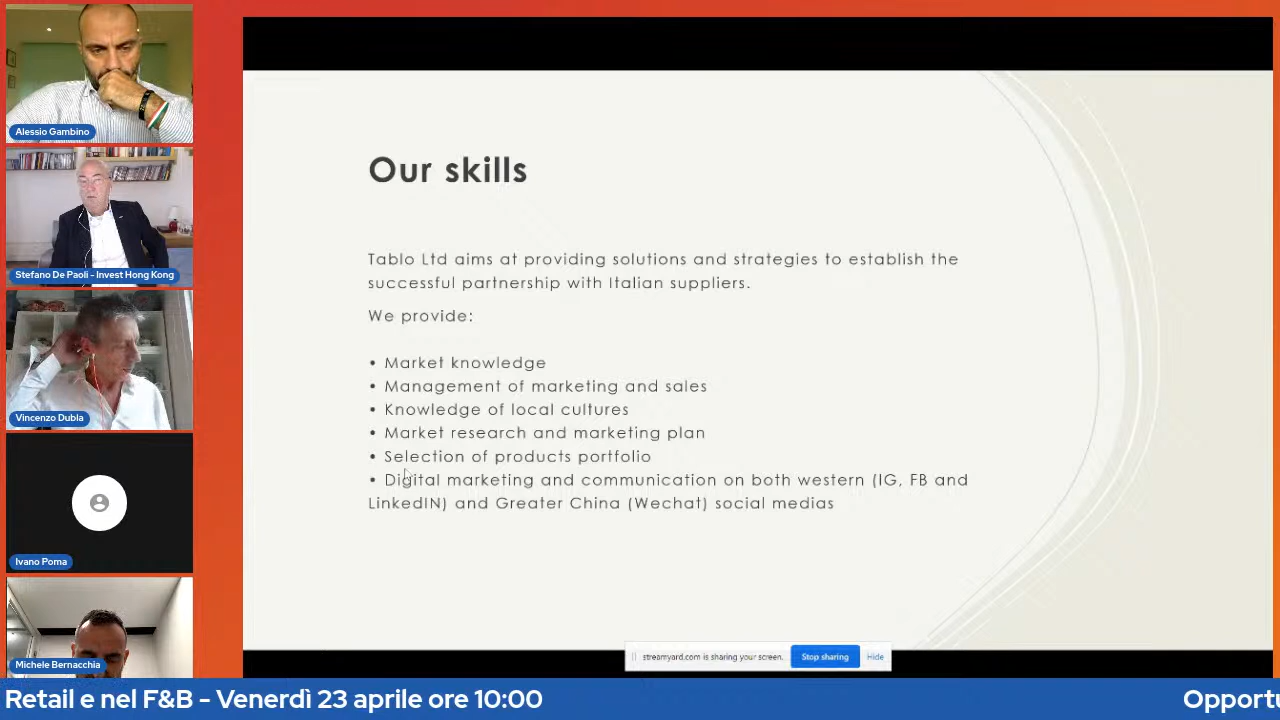 Alessio Gambino
Stefano De Paoli - Invest Hong Kong
Vincenzo Dubla
Ivano Poma
Michele Bernacchia
Our skills
Tablo Ltd aims at providing solutions and strategies to establish the
successful partnership with Italian suppliers.
We provide:
• Market knowledge
• Management of marketing and sales
• Knowledge of local cultures
• Market research and marketing plan
• Selection of products portfolio
• Digital marketing and communication on both western (IG, FB and
LinkedIN) and Greater China (Wechat) social medias
streamyard.com is sharing your screen.
Stop sharing
Hide
Retail e nel F&B - Venerdì 23 aprile ore 10:00
Opportu